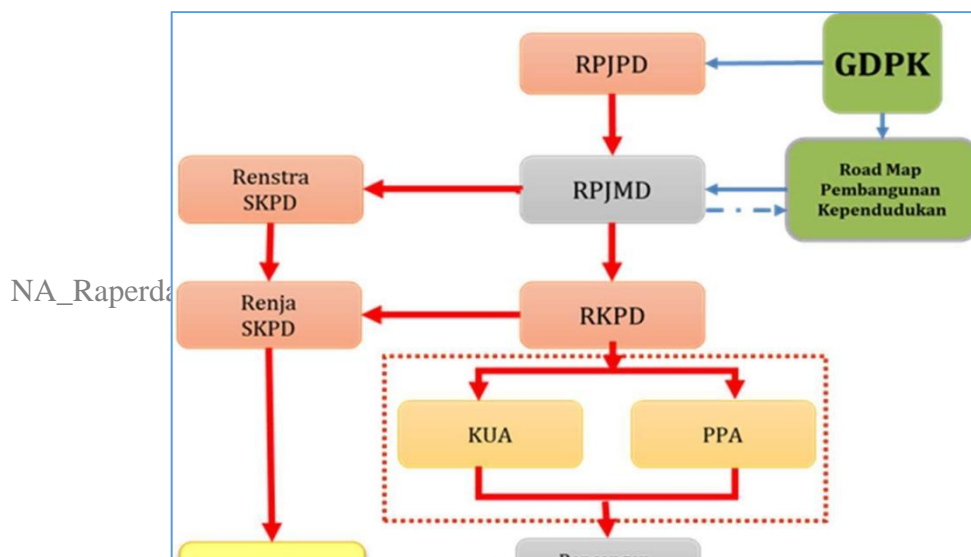 RPJPD
GDPK
Renstra
SKPD
RPJMD
Road Map
Pembangunan
Kependudukan
NA_Raperda
Renja
SKPD
RKPD
KUA
PPA